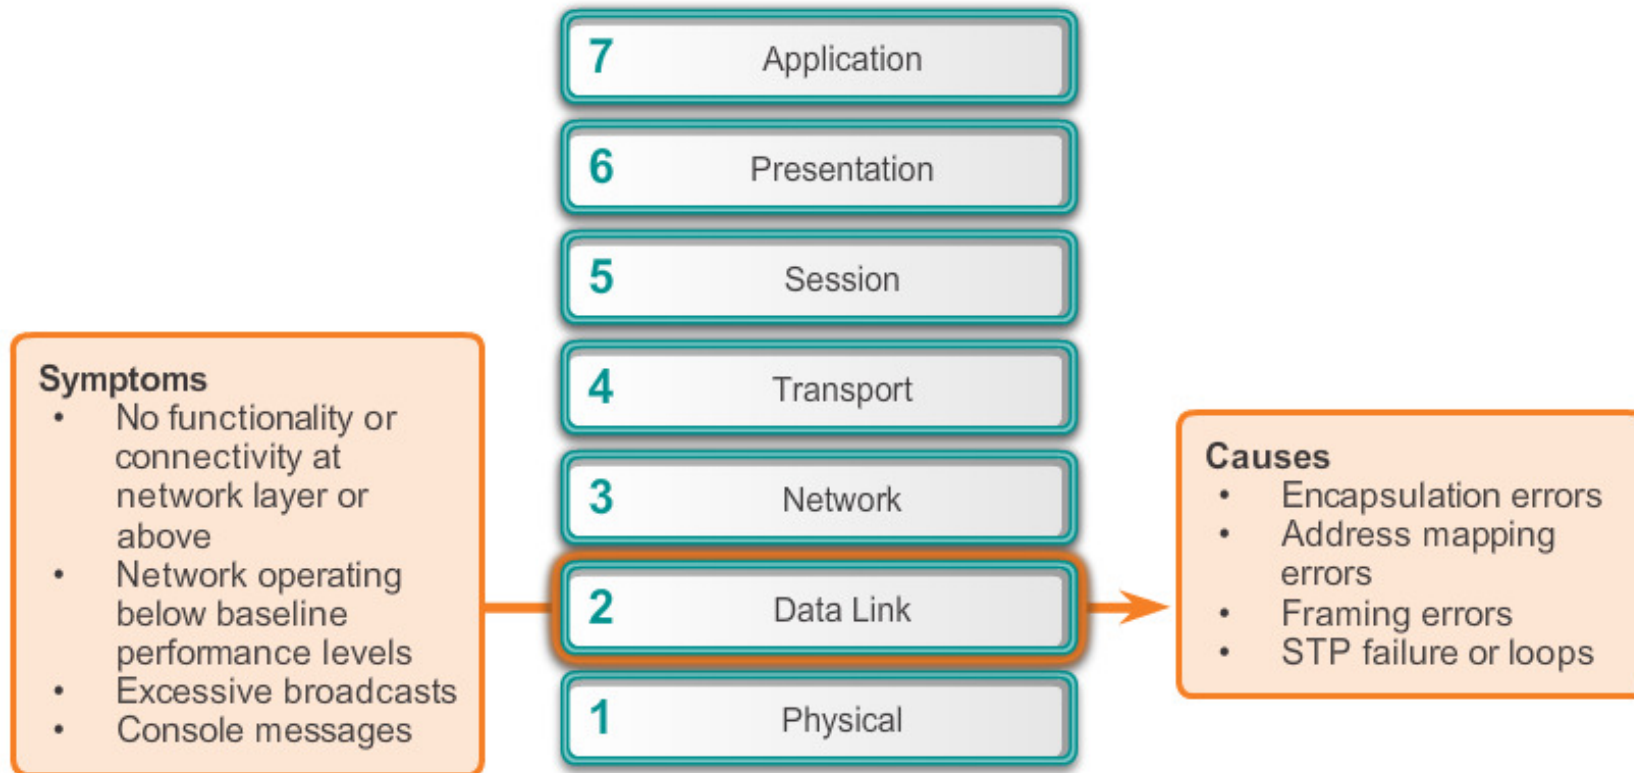 7 Application
6 Presentation
5 Session
4 Transport
3 Network
2 Data Link
1 Physical
Symptoms
• No functionality or
connectivity at
network layer or
above
• Network operating
below baseline
performance levels
• Excessive broadcasts
• Console messages
Causes
• Encapsulation errors
• Address mapping
errors
• Framing errors
• STP failure or loops